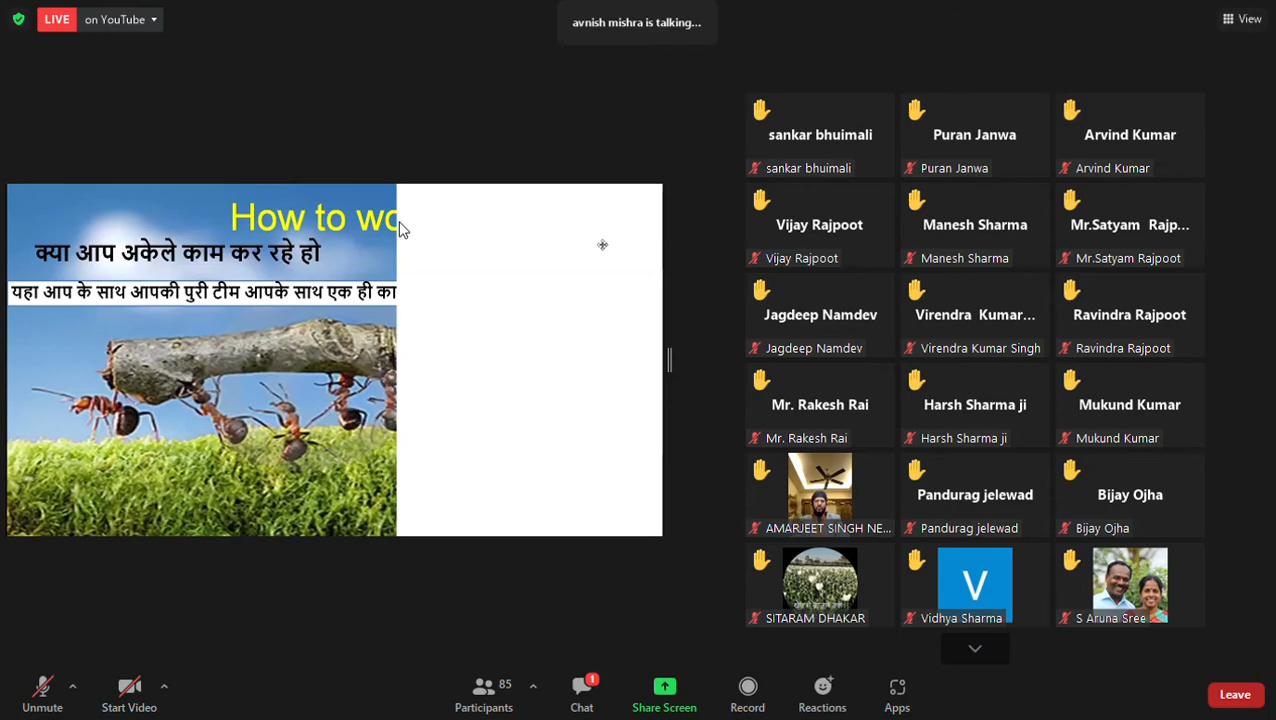 LIVE on YouTube
avnish mishra is talking...
View
How to wo
क्या आप अकेले काम कर रहे हो
यहा आप के साथ आपकी पुरी टीम आपके साथ एक ही का
sankar bhuimali
sankar bhuimali
Puran Janwa
Puran Janwa
Arvind Kumar
Arvind Kumar
Vijay Rajpoot
Vijay Rajpoot
Manesh Sharma
Manesh Sharma
Mr.Satyam Rajp...
Mr.Satyam Rajpoot
Jagdeep Namdev
Jagdeep Namdev
Virendra Kumar...
Virendra Kumar Singh
Ravindra Rajpoot
Ravindra Rajpoot
Mr. Rakesh Rai
Mr. Rakesh Rai
Harsh Sharma ji
Harsh Sharma ji
Mukund Kumar
Mukund Kumar
AMARJEET SINGH NE...
Pandurag jelewad
Pandurag jelewad
Bijay Ojha
Bijay Ojha
SITARAM DHAKAR
V
Vidhya Sharma
S Aruna Sree
Unmute
Start Video
85
Participants
1
Chat
Share Screen
Record
Reactions
Apps
Leave